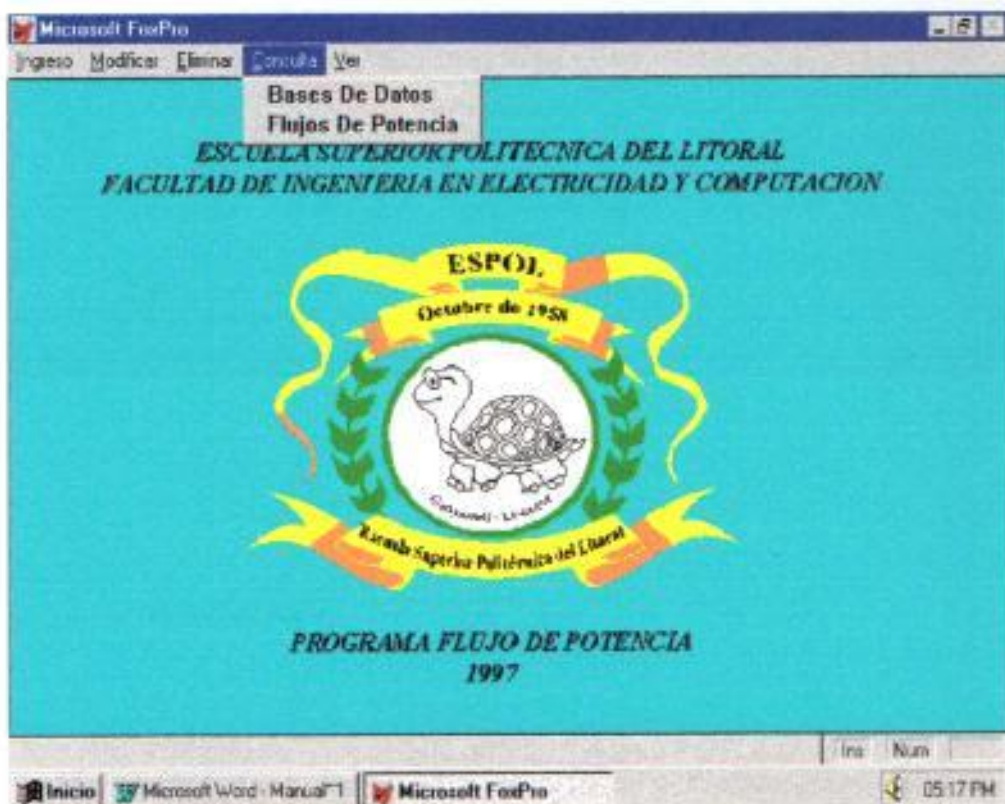 Microsoft FoxPro
Ingreso Modificar Eliminar Consulta Ver
Bases De Datos
Flujos De Potencia
ESCUELA SUPERIOR POLITECNICA DEL LITORAL
FACULTAD DE INGENIERIA EN ELECTRICIDAD Y COMPUTACION
ESPOL
Octubre de 1958
Guayaquil - Ecuador
Escuela Superior Politécnica del Litoral
PROGRAMA FLUJO DE POTENCIA
1997
Ins Num
Inicio Microsoft Word - Manual~1 Microsoft FoxPro 05:17 PM